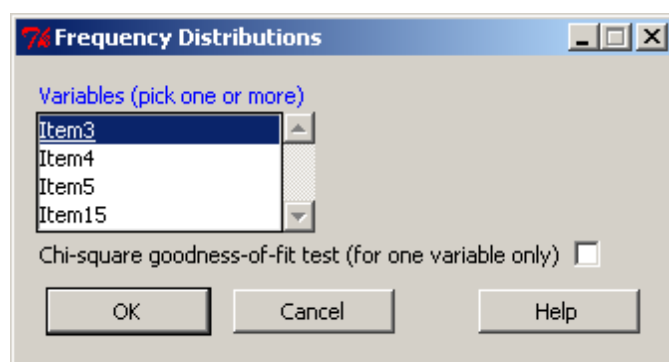 Frequency Distributions
Variables (pick one or more)
Item3
Item4
Item5
Item15
Chi-square goodness-of-fit test (for one variable only)
OK Cancel Help